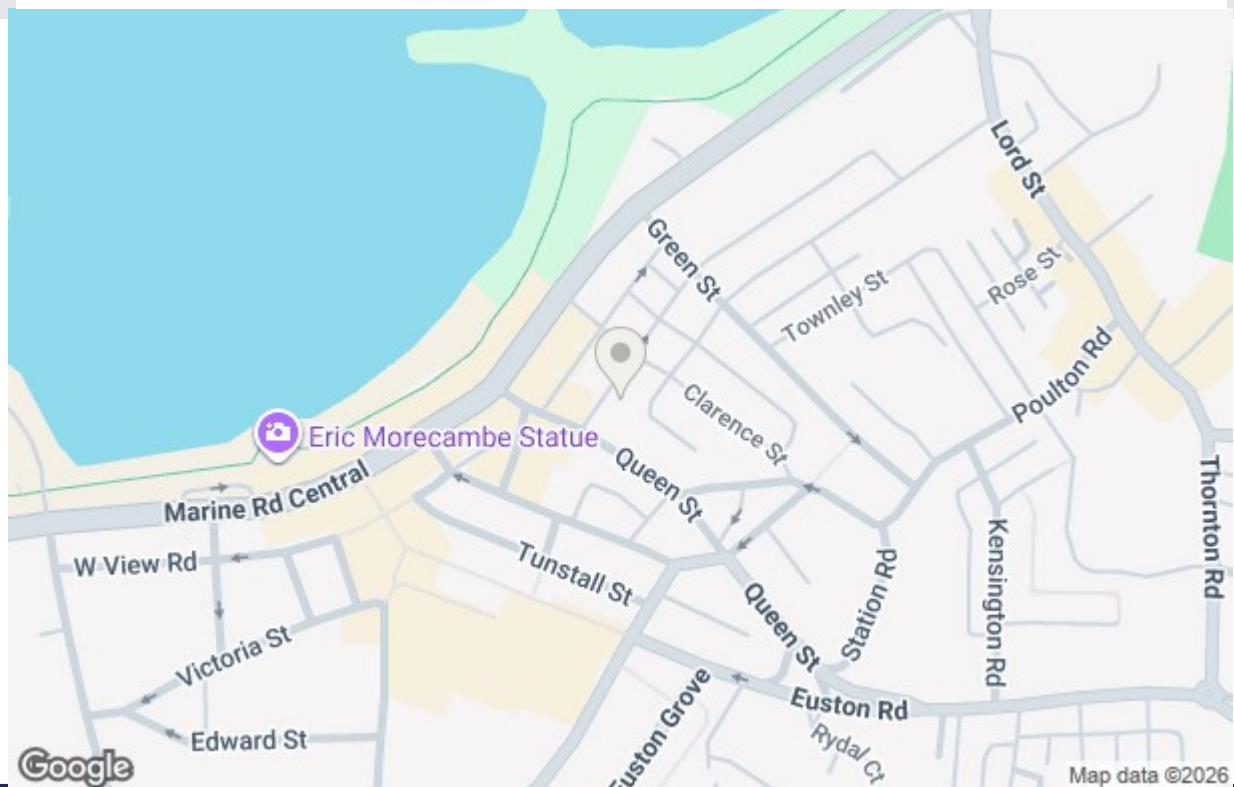 Lord St
Green St
Townley St
Rose St
Poulton Rd
Clarence St
Eric Morecambe Statue
Queen St
Marine Rd Central
Thornton Rd
W View Rd
Tunstall St
Kensington Rd
Station Rd
Queen St
Victoria St
Euston Rd
Euston Grove
Edward St
Rydal Ct
Google
Map data ©2026